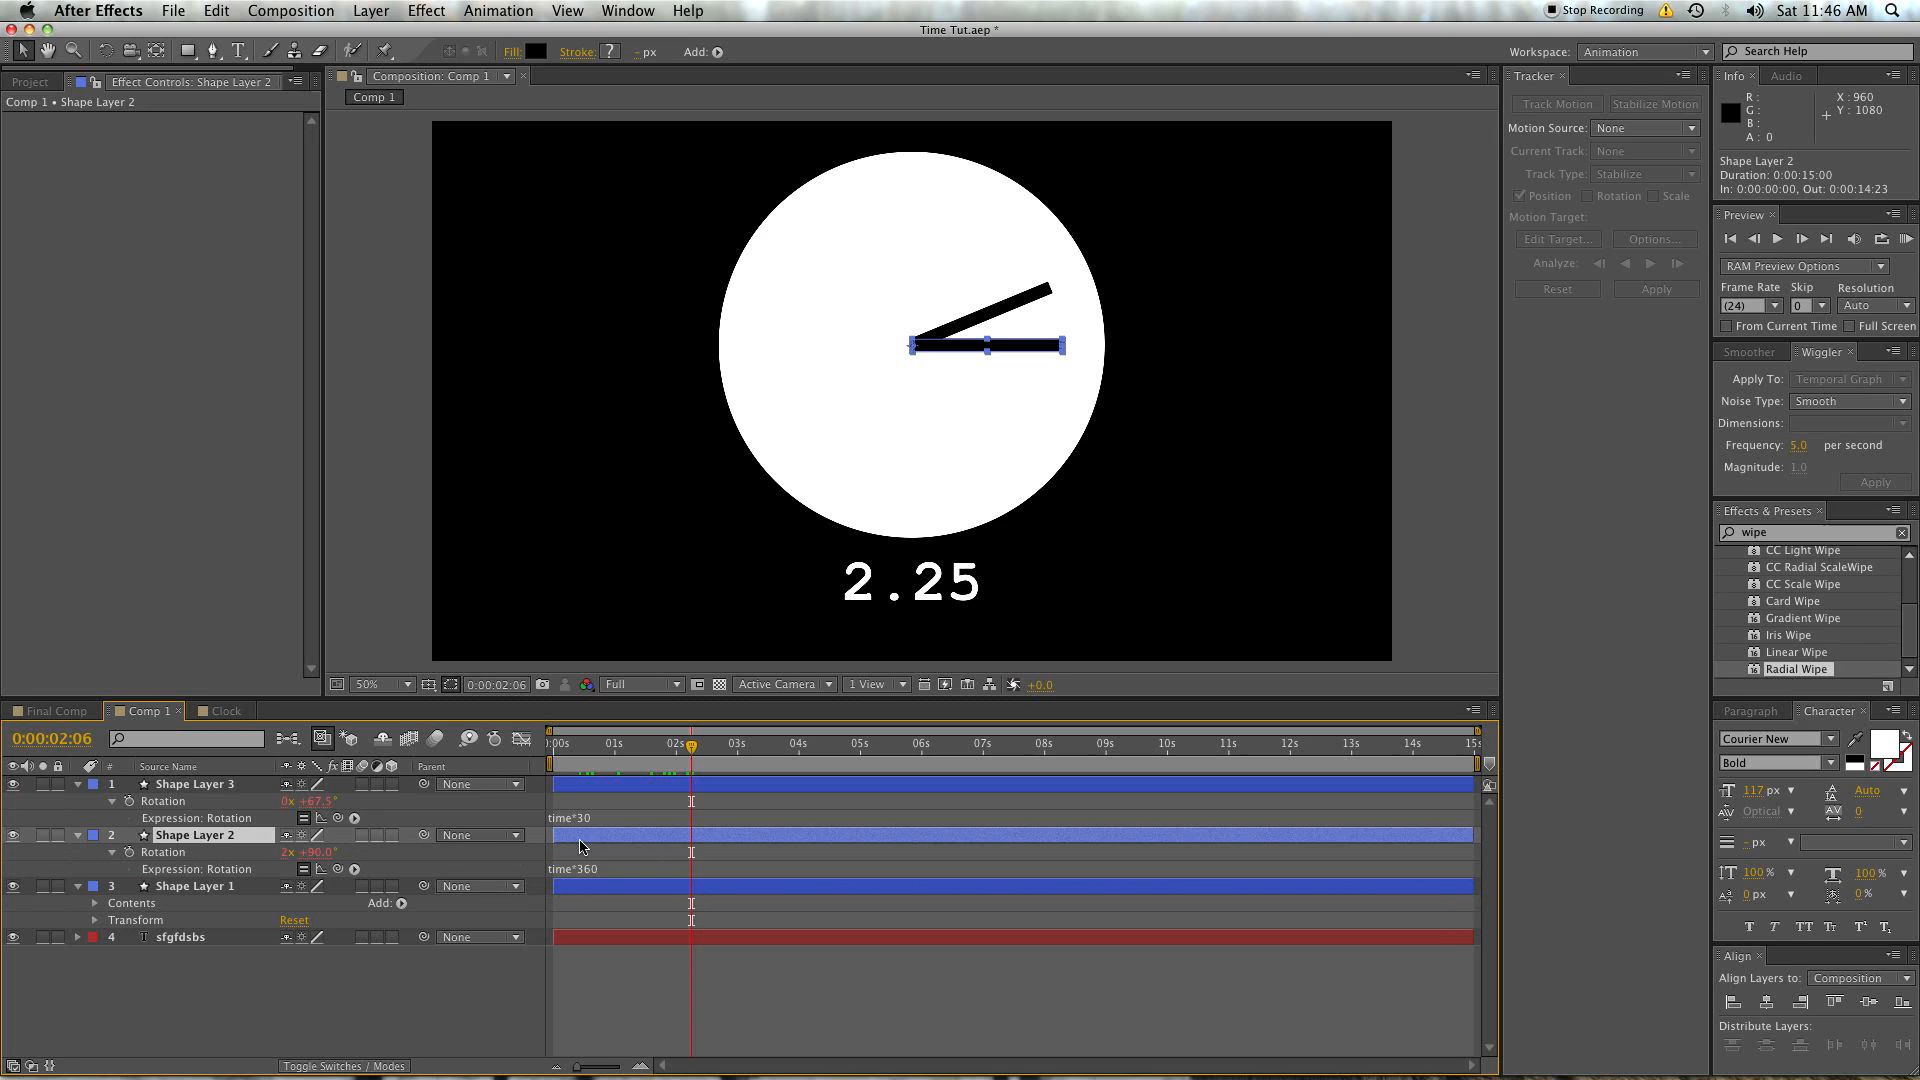 After Effects File Edit Composition Layer Effect Animation View Window Help Stop Recording Sat 11:46 AM
Time Tut.aep *
Fill: Stroke: ? - px Add: Workspace: Animation Search Help
Project Effect Controls: Shape Layer 2
Comp 1 • Shape Layer 2
Composition: Comp 1
Comp 1
2.25
50% 0:00:02:06 Full Active Camera 1 View +0.0
Tracker
Track Motion Stabilize Motion
Motion Source: None
Current Track: None
Track Type: Stabilize
Position Rotation Scale
Motion Target:
Edit Target... Options...
Analyze:
Reset Apply
Info Audio
R : X : 960
G : Y : 1080
B :
A : 0
Shape Layer 2
Duration: 0:00:15:00
In: 0:00:00:00, Out: 0:00:14:23
Preview
RAM Preview Options
Frame Rate Skip Resolution
(24) 0 Auto
From Current Time Full Screen
Smoother Wiggler
Apply To: Temporal Graph
Noise Type: Smooth
Dimensions:
Frequency: 5.0 per second
Magnitude: 1.0
Apply
Effects & Presets
wipe
CC Light Wipe
CC Radial ScaleWipe
CC Scale Wipe
Card Wipe
Gradient Wipe
Iris Wipe
Linear Wipe
Radial Wipe
Paragraph Character
Courier New
Bold
117 px Auto
Optical 0
- px
100 % 100 %
0 px 0 %
T T TT Tt T¹ T₁
Align
Align Layers to: Composition
Distribute Layers:
Final Comp Comp 1 Clock
0:00:02:06
):00s 01s 02s 03s 04s 05s 06s 07s 08s 09s 10s 11s 12s 13s 14s 15s
# Source Name fx Parent
1 Shape Layer 3 None
Rotation 0x +67.5°
Expression: Rotation time*30
2 Shape Layer 2 None
Rotation 2x +90.0°
Expression: Rotation time*360
3 Shape Layer 1 None
Contents Add:
Transform Reset
4 T sfgfdsbs None
Toggle Switches / Modes